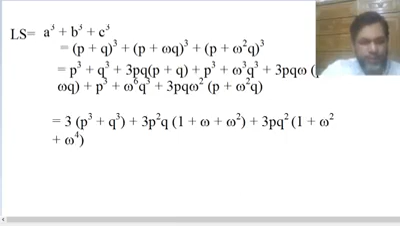 LS= a³ + b³ + c³
= (p + q)³ + (p + ωq)³ + (p + ω²q)³
= p³ + q³ + 3pq(p + q) + p³ + ω³q³ + 3pqω (
ωq) + p³ + ω⁶q³ + 3pqω² (p + ω²q)
= 3 (p³ + q³) + 3p²q (1 + ω + ω²) + 3pq² (1 + ω²
+ ω⁴)